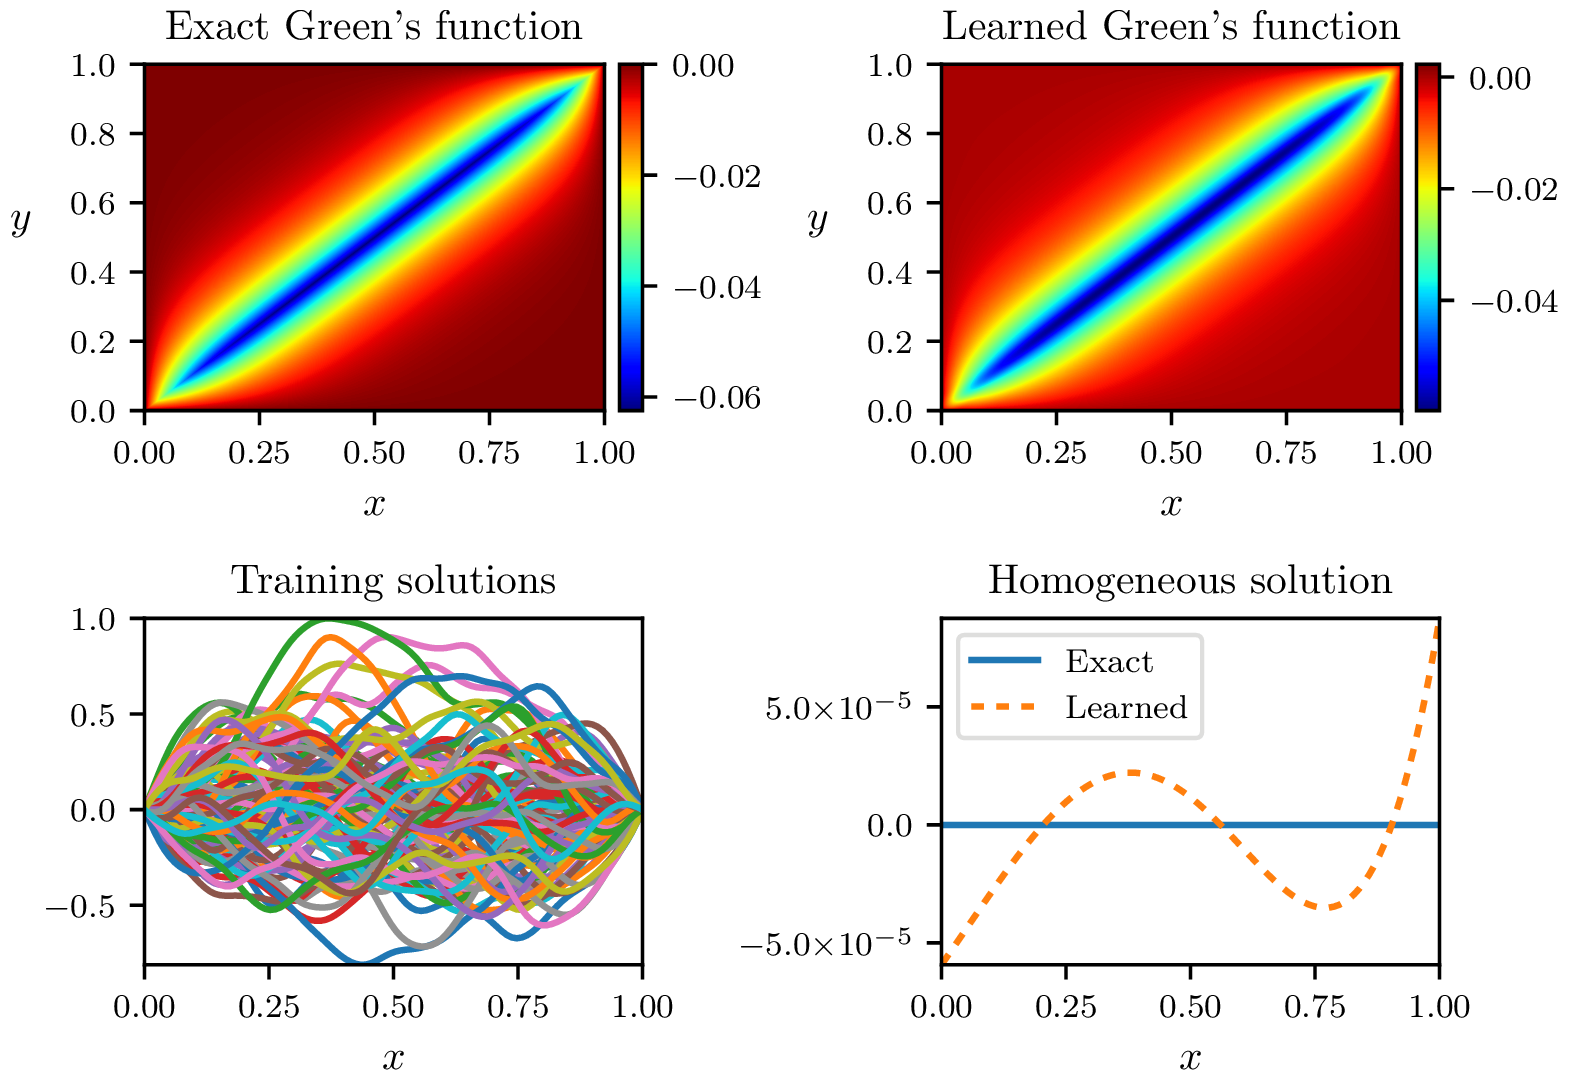 Exact Green's function
1.0
0.8
0.6
0.4
0.2
0.0
y
0.00 0.25 0.50 0.75 1.00
x
0.00
−0.02
−0.04
−0.06
Learned Green's function
1.0
0.8
0.6
0.4
0.2
0.0
y
0.00 0.25 0.50 0.75 1.00
x
0.00
−0.02
−0.04
Training solutions
1.0
0.5
0.0
−0.5
0.00 0.25 0.50 0.75 1.00
x
Homogeneous solution
Exact
Learned
5.0×10⁻⁵
0.0
−5.0×10⁻⁵
0.00 0.25 0.50 0.75 1.00
x